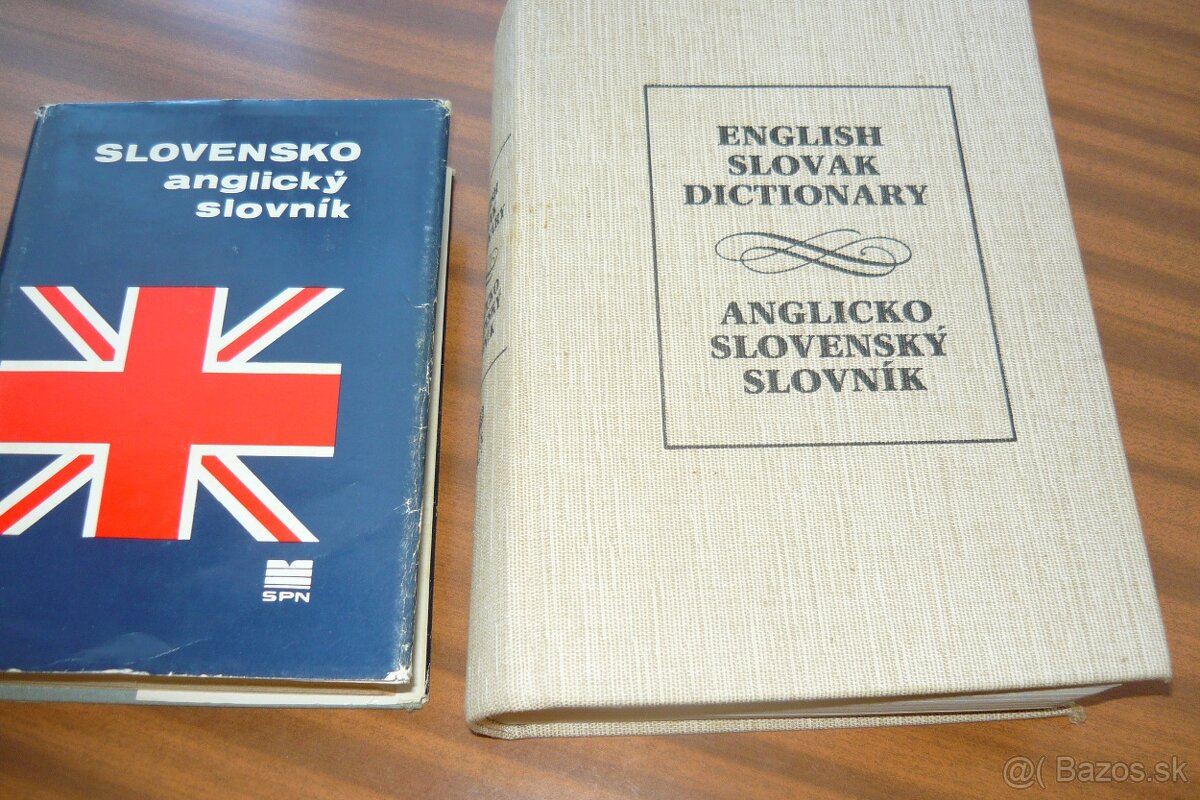 SLOVENSKO
anglický
slovník
SPN
ENGLISH
SLOVAK
DICTIONARY
ANGLICKO
SLOVENSKÝ
SLOVNÍK
@( Bazos.sk